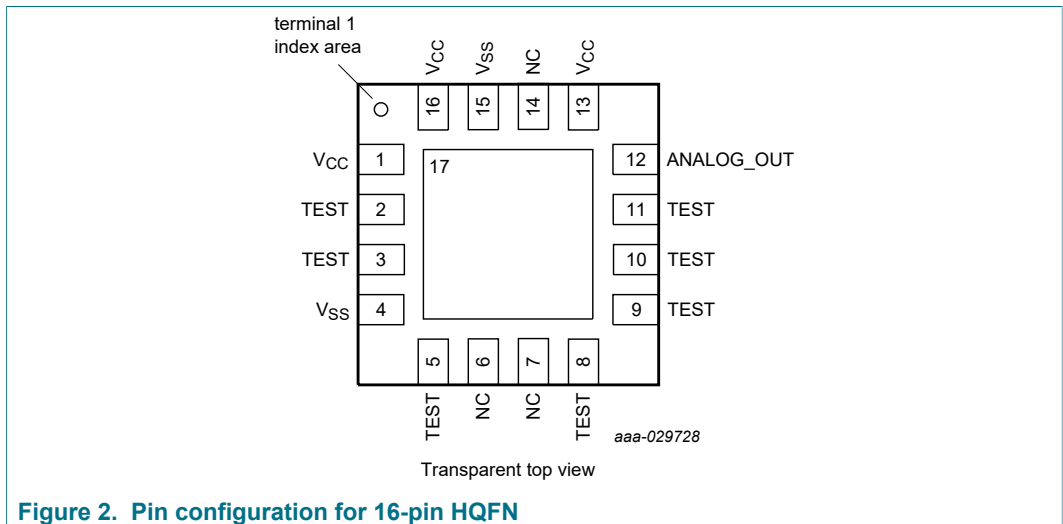 terminal 1
index area
VCC
VSS
NC
VCC
16
15
14
13
VCC 1
17
12 ANALOG_OUT
TEST 2
11 TEST
TEST 3
10 TEST
VSS 4
9 TEST
5
6
7
8
TEST
NC
NC
TEST
aaa-029728
Transparent top view
Figure 2. Pin configuration for 16-pin HQFN